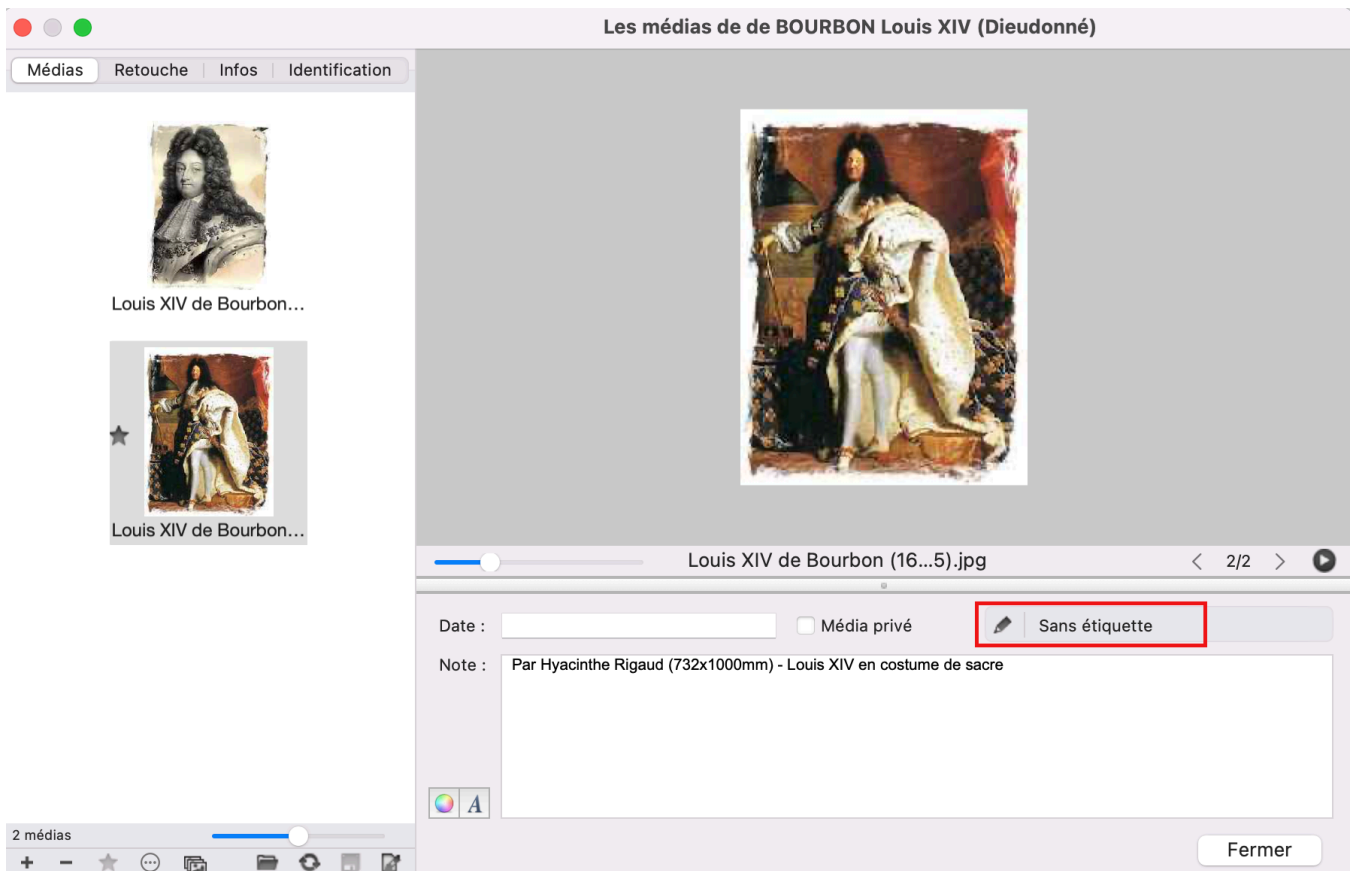 Les médias de de BOURBON Louis XIV (Dieudonné)
Médias Retouche Infos Identification
Louis XIV de Bourbon...
Louis XIV de Bourbon...
Louis XIV de Bourbon (16...5).jpg
2/2
Date :
Média privé
Sans étiquette
Note :
Par Hyacinthe Rigaud (732x1000mm) - Louis XIV en costume de sacre
A
2 médias
Fermer